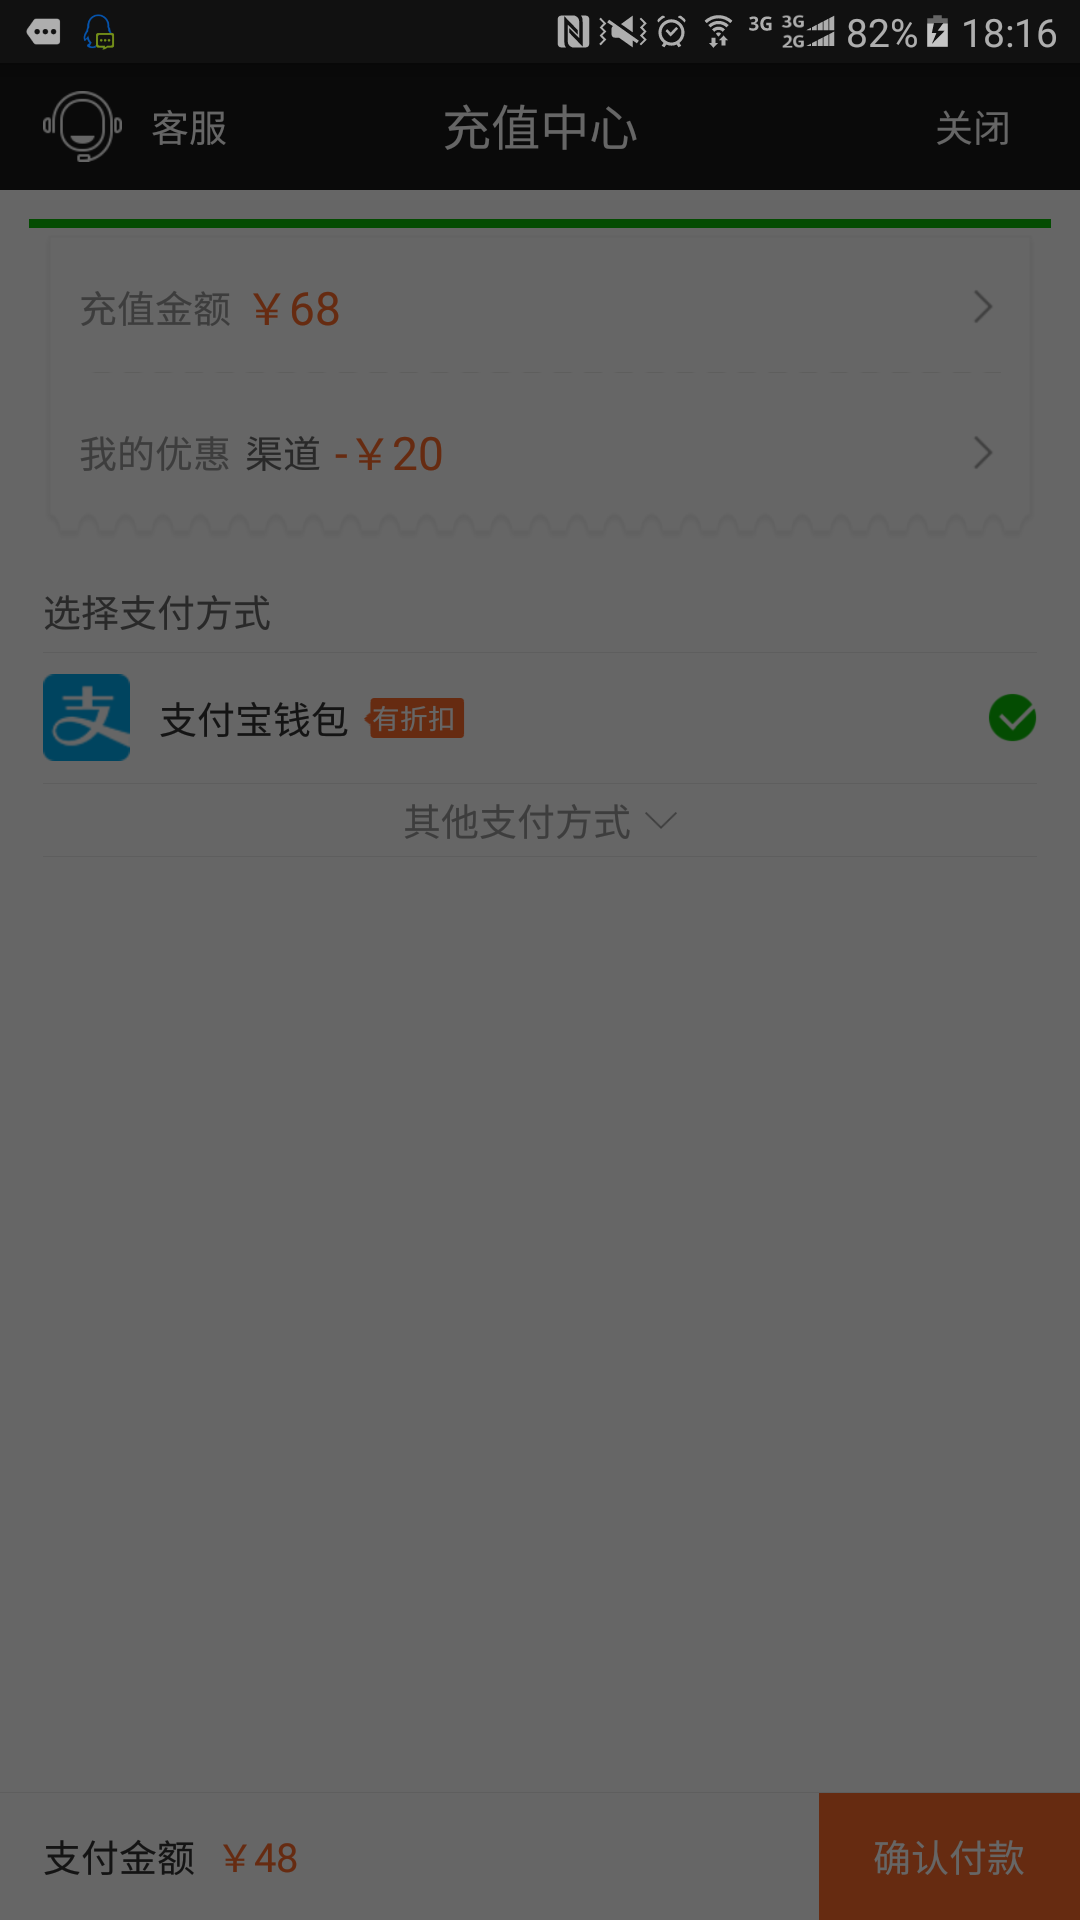 3G 3G 2G 82% 18:16
客服 充值中心 关闭
充值金额 ￥68
我的优惠 渠道 -￥20
选择支付方式
支 支付宝钱包 有折扣
其他支付方式
支付金额 ￥48 确认付款